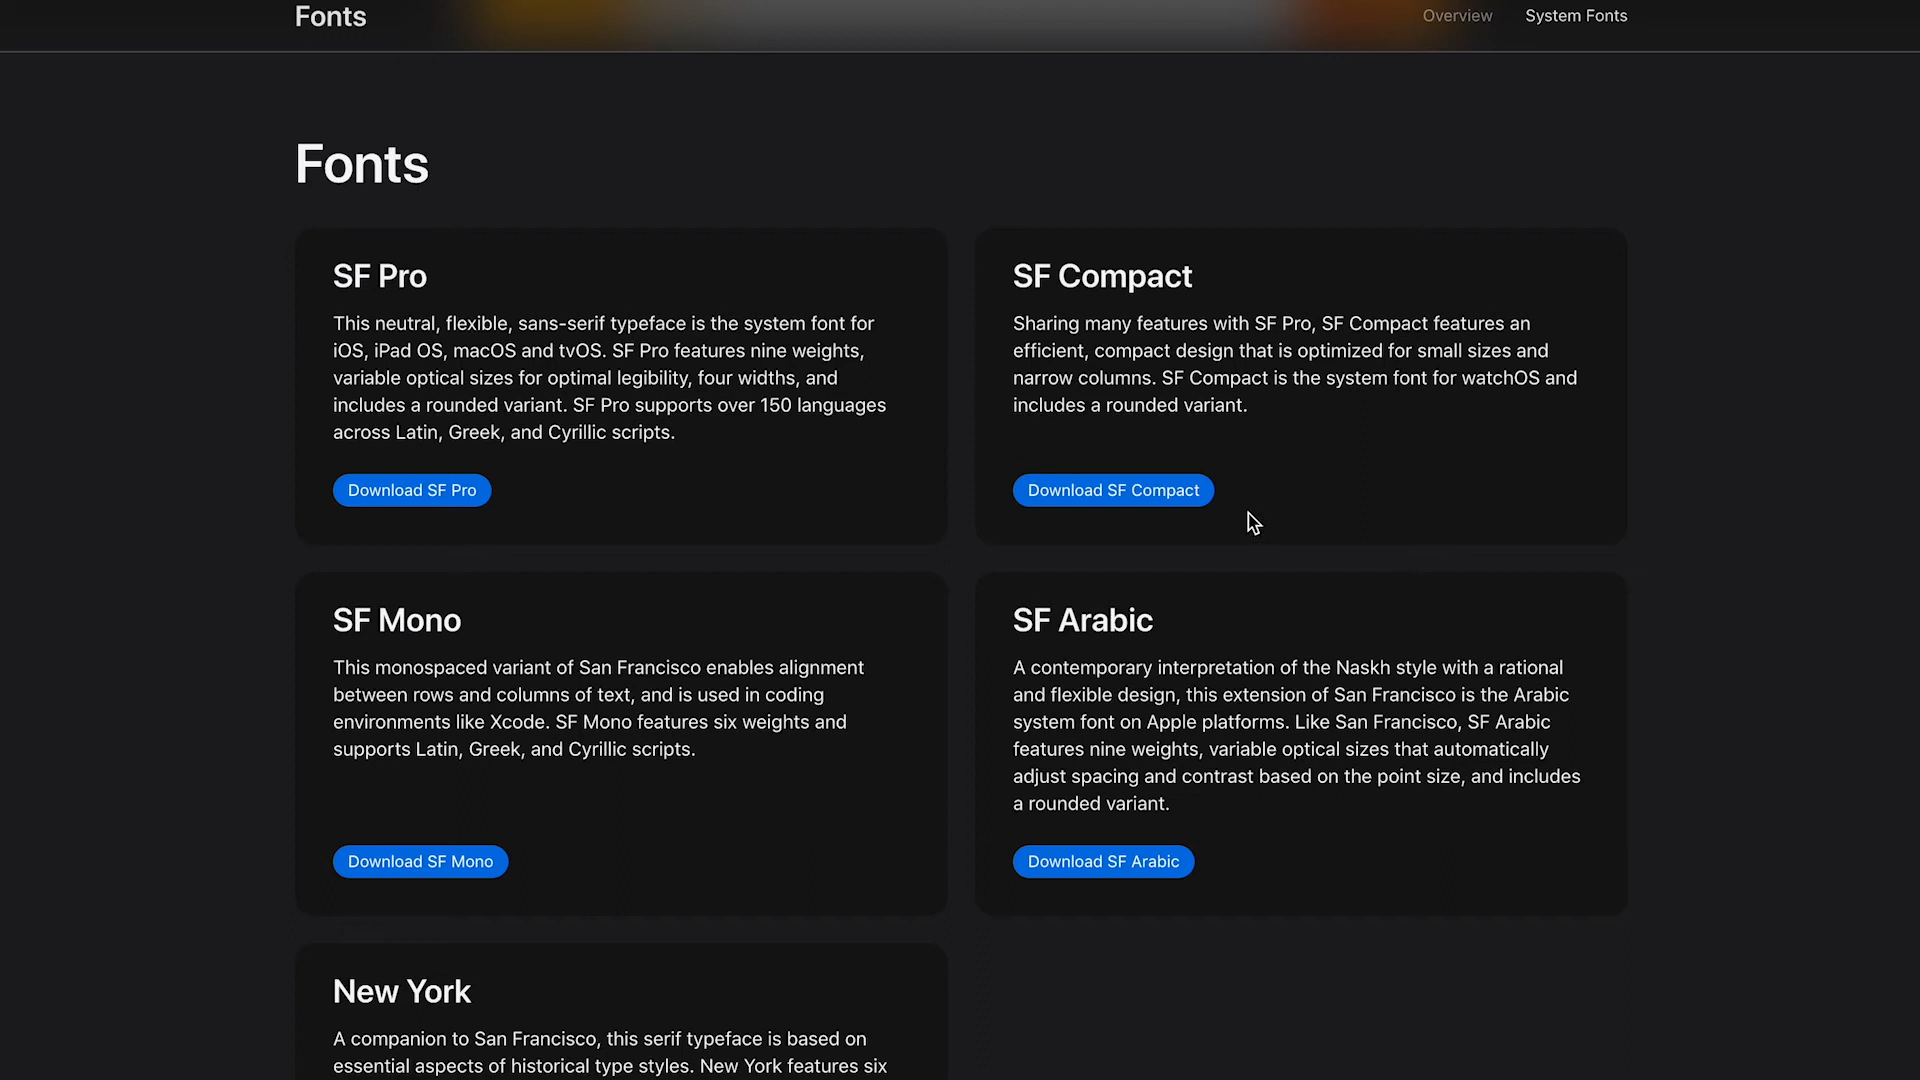 Fonts
Overview
System Fonts
Fonts
SF Pro
This neutral, flexible, sans-serif typeface is the system font for
iOS, iPad OS, macOS and tvOS. SF Pro features nine weights,
variable optical sizes for optimal legibility, four widths, and
includes a rounded variant. SF Pro supports over 150 languages
across Latin, Greek, and Cyrillic scripts.
Download SF Pro
SF Compact
Sharing many features with SF Pro, SF Compact features an
efficient, compact design that is optimized for small sizes and
narrow columns. SF Compact is the system font for watchOS and
includes a rounded variant.
Download SF Compact
SF Mono
This monospaced variant of San Francisco enables alignment
between rows and columns of text, and is used in coding
environments like Xcode. SF Mono features six weights and
supports Latin, Greek, and Cyrillic scripts.
Download SF Mono
SF Arabic
A contemporary interpretation of the Naskh style with a rational
and flexible design, this extension of San Francisco is the Arabic
system font on Apple platforms. Like San Francisco, SF Arabic
features nine weights, variable optical sizes that automatically
adjust spacing and contrast based on the point size, and includes
a rounded variant.
Download SF Arabic
New York
A companion to San Francisco, this serif typeface is based on
essential aspects of historical type styles. New York features six